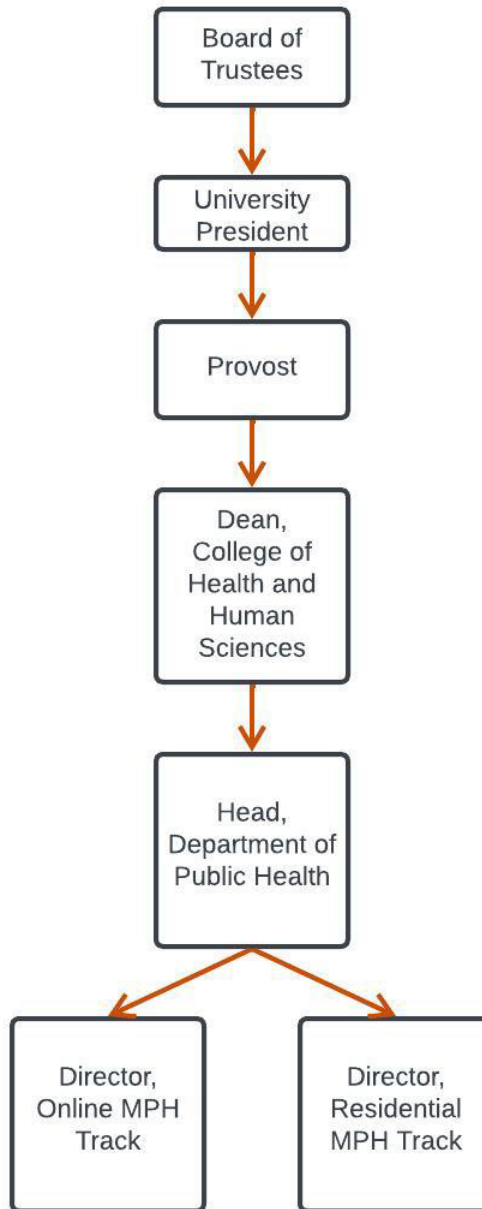 Board of
Trustees
University
President
Provost
Dean,
College of
Health and
Human
Sciences
Head,
Department of
Public Health
Director,
Online MPH
Track
Director,
Residential
MPH Track